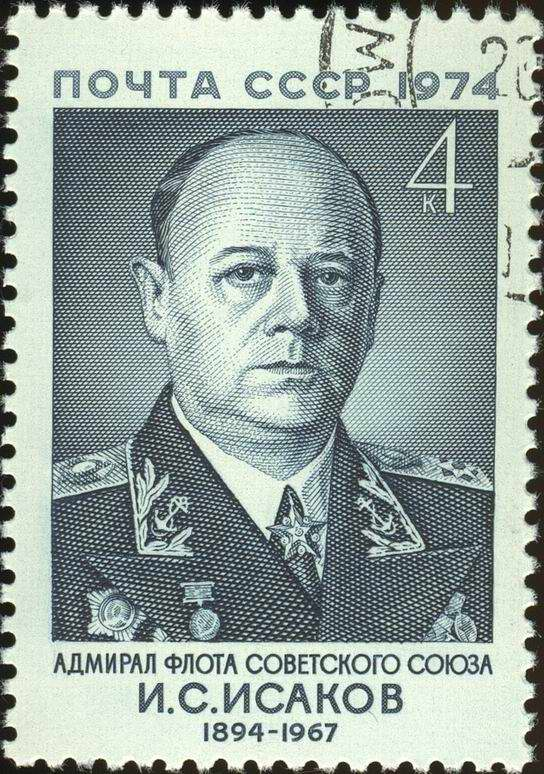 ПОЧТА СССР 1974
4
к
АДМИРАЛ ФЛОТА СОВЕТСКОГО СОЮЗА
И.С.ИСАКОВ
1894-1967